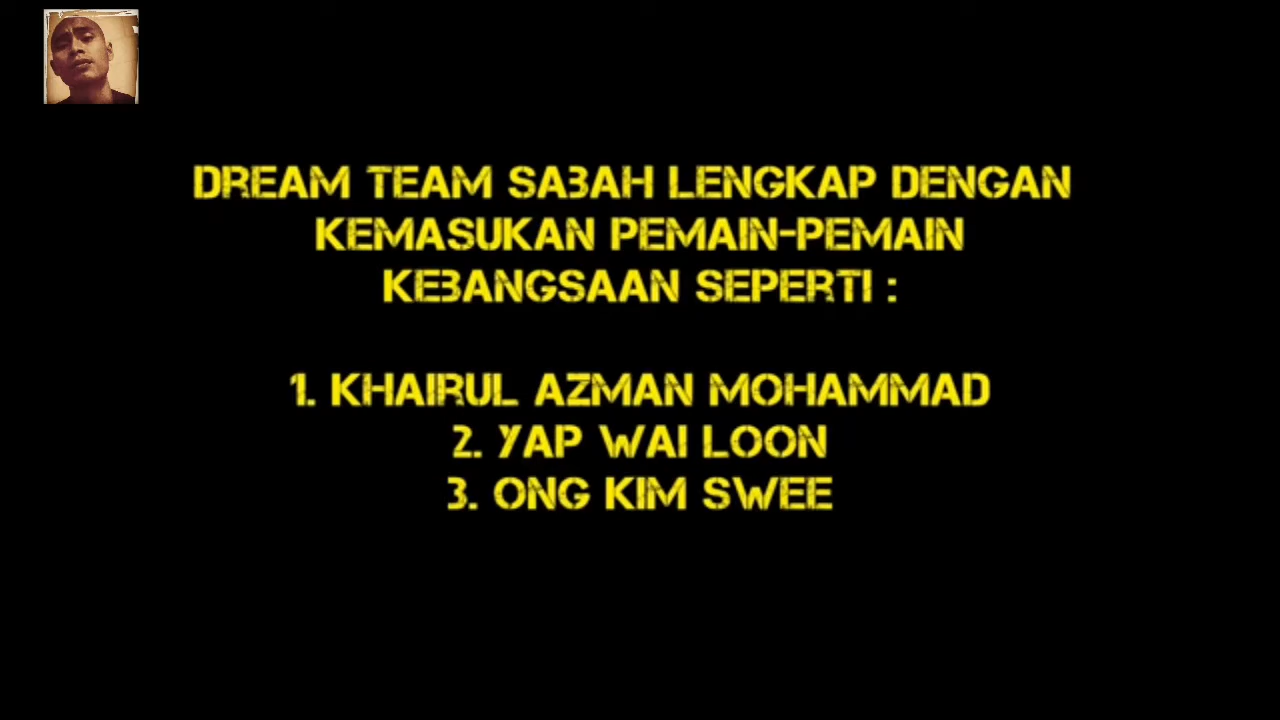 DREAM TEAM SABAH LENGKAP DENGAN
KEMASUKAN PEMAIN-PEMAIN
KEBANGSAAN SEPERTI :
1. KHAIRUL AZMAN MOHAMMAD
2. YAP WAI LOON
3. ONG KIM SWEE